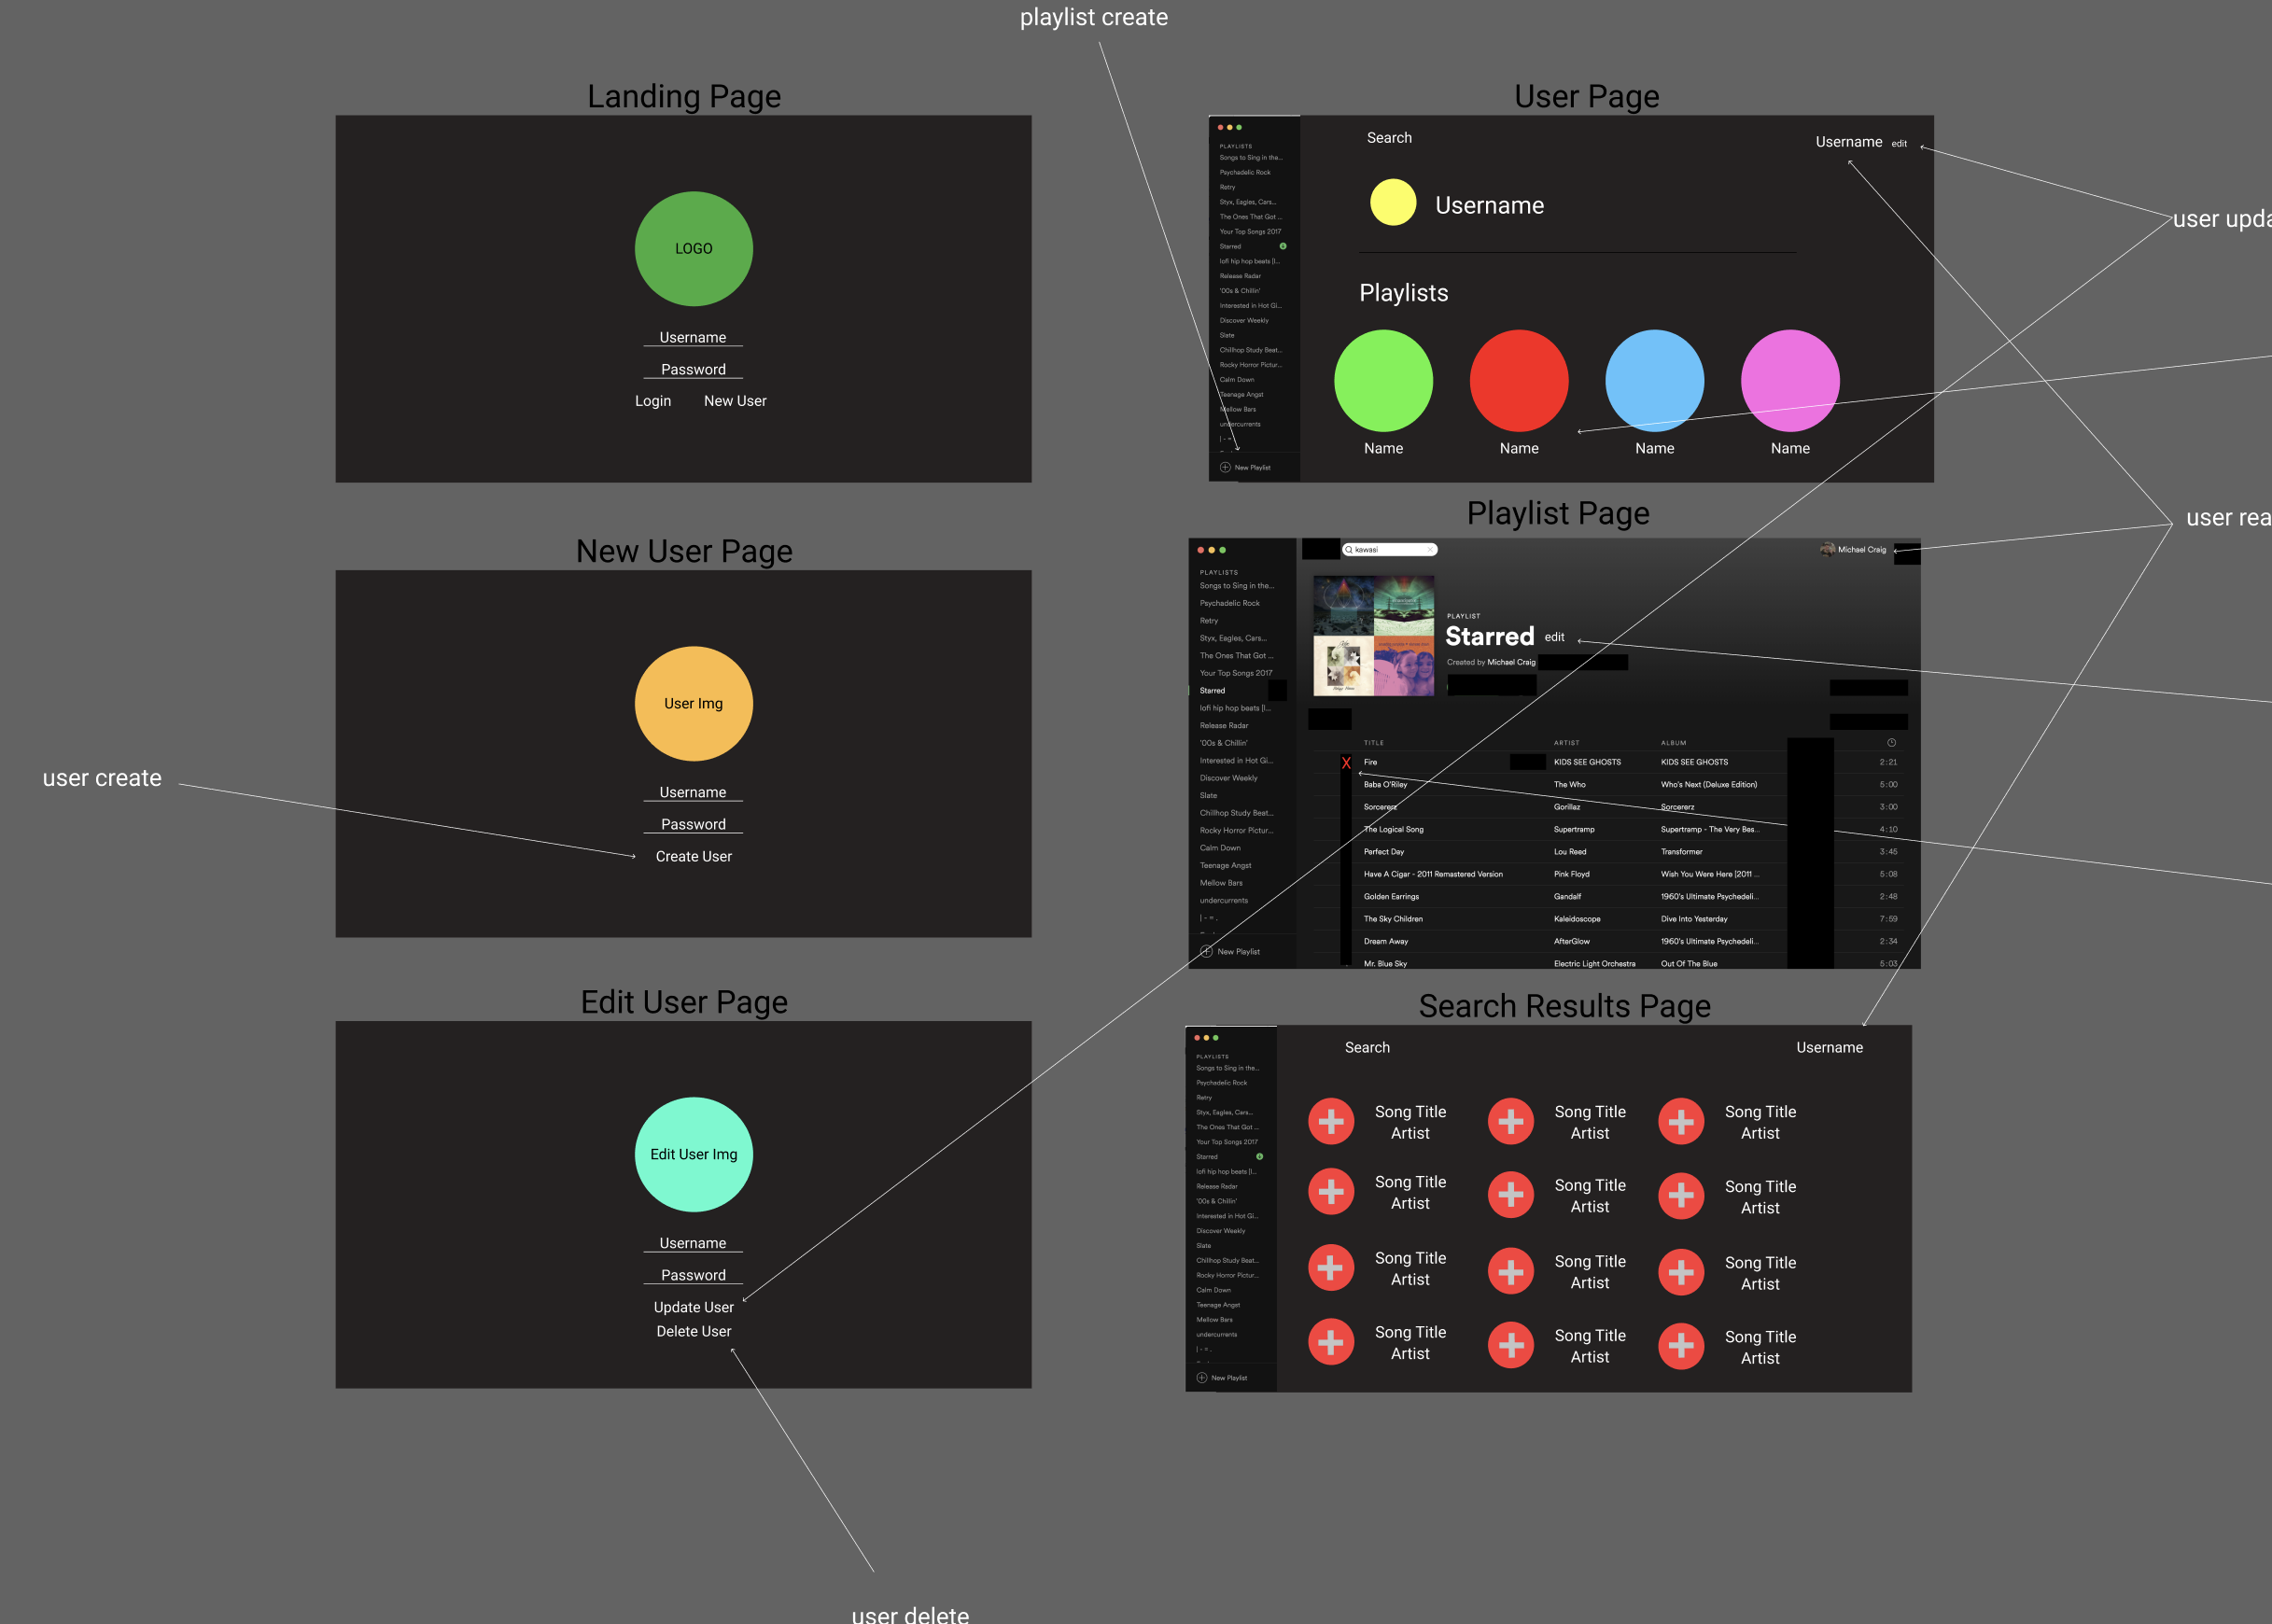 playlist create
Landing Page
LOGO
Username
Password
Login New User
New User Page
User Img
Username
Password
Create User
user create
Edit User Page
Edit User Img
Username
Password
Update User
Delete User
user delete
User Page
PLAYLISTS
Songs to Sing in the...
Psychadelic Rock
Retry
Styx, Eagles, Cars...
The Ones That Got ...
Your Top Songs 2017
Starred
lofi hip hop beats [l...
Release Radar
'00s & Chillin'
Interested in Hot Gi...
Discover Weekly
Slate
Chillhop Study Beat...
Rocky Horror Pictur...
Calm Down
Teenage Angst
Mellow Bars
undercurrents
| - =
New Playlist
Search
Username edit
Username
Playlists
Name Name Name Name
user upda
user rea
Playlist Page
PLAYLISTS
Songs to Sing in the...
Psychadelic Rock
Retry
Styx, Eagles, Cars...
The Ones That Got ...
Your Top Songs 2017
Starred
lofi hip hop beats [l...
Release Radar
'00s & Chillin'
Interested in Hot Gi...
Discover Weekly
Slate
Chillhop Study Beat...
Rocky Horror Pictur...
Calm Down
Teenage Angst
Mellow Bars
undercurrents
| - = .
New Playlist
kawasi
Michael Craig
PLAYLIST
Starred edit
Created by Michael Craig
TITLE ARTIST ALBUM
X Fire KIDS SEE GHOSTS KIDS SEE GHOSTS 2:21
Baba O'Riley The Who Who's Next (Deluxe Edition) 5:00
Sorcererz Gorillaz Sorcererz 3:00
The Logical Song Supertramp Supertramp - The Very Bes... 4:10
Perfect Day Lou Reed Transformer 3:45
Have A Cigar - 2011 Remastered Version Pink Floyd Wish You Were Here [2011 ... 5:08
Golden Earrings Gandalf 1960's Ultimate Psychedeli... 2:48
The Sky Children Kaleidoscope Dive Into Yesterday 7:59
Dream Away AfterGlow 1960's Ultimate Psychedeli... 2:34
Mr. Blue Sky Electric Light Orchestra Out Of The Blue 5:03
Search Results Page
PLAYLISTS
Songs to Sing in the...
Psychadelic Rock
Retry
Styx, Eagles, Cars...
The Ones That Got ...
Your Top Songs 2017
Starred
lofi hip hop beats [l...
Release Radar
'00s & Chillin'
Interested in Hot Gi...
Discover Weekly
Slate
Chillhop Study Beat...
Rocky Horror Pictur...
Calm Down
Teenage Angst
Mellow Bars
undercurrents
| - = .
New Playlist
Search
Username
Song Title Song Title Song Title
Artist Artist Artist
Song Title Song Title Song Title
Artist Artist Artist
Song Title Song Title Song Title
Artist Artist Artist
Song Title Song Title Song Title
Artist Artist Artist